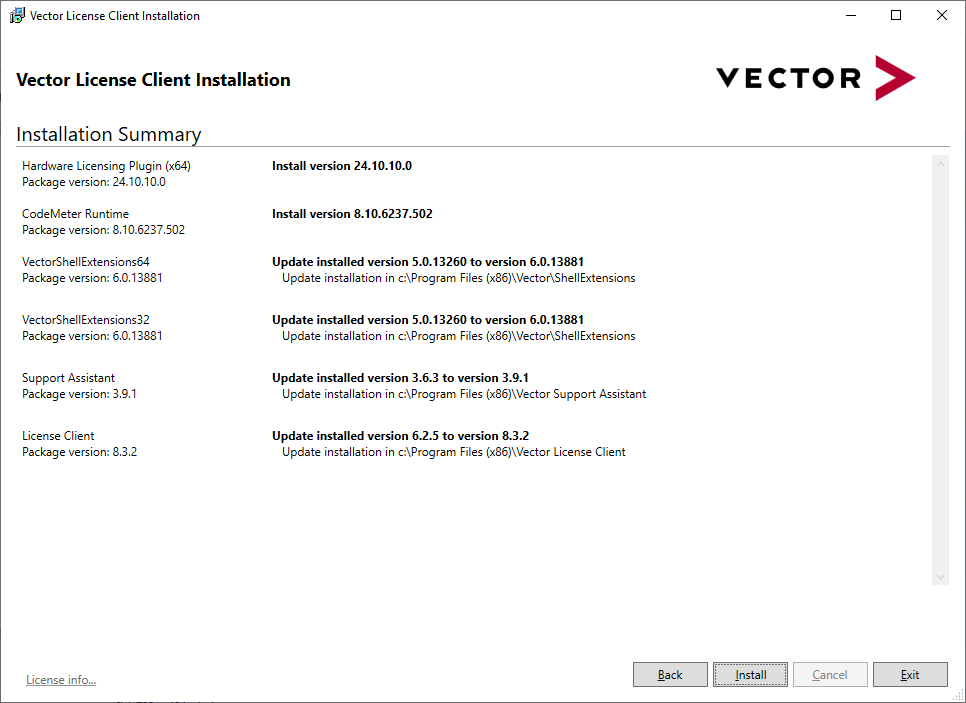 Vector License Client Installation
Vector License Client Installation
VECTOR
Installation Summary
Hardware Licensing Plugin (x64)
Install version 24.10.10.0
Package version: 24.10.10.0
CodeMeter Runtime
Install version 8.10.6237.502
Package version: 8.10.6237.502
VectorShellExtensions64
Update installed version 5.0.13260 to version 6.0.13881
Package version: 6.0.13881
Update installation in c:\Program Files (x86)\Vector\ShellExtensions
VectorShellExtensions32
Update installed version 5.0.13260 to version 6.0.13881
Package version: 6.0.13881
Update installation in c:\Program Files (x86)\Vector\ShellExtensions
Support Assistant
Update installed version 3.6.3 to version 3.9.1
Package version: 3.9.1
Update installation in c:\Program Files (x86)\Vector Support Assistant
License Client
Update installed version 6.2.5 to version 8.3.2
Package version: 8.3.2
Update installation in c:\Program Files (x86)\Vector License Client
License info...
Back
Install
Cancel
Exit